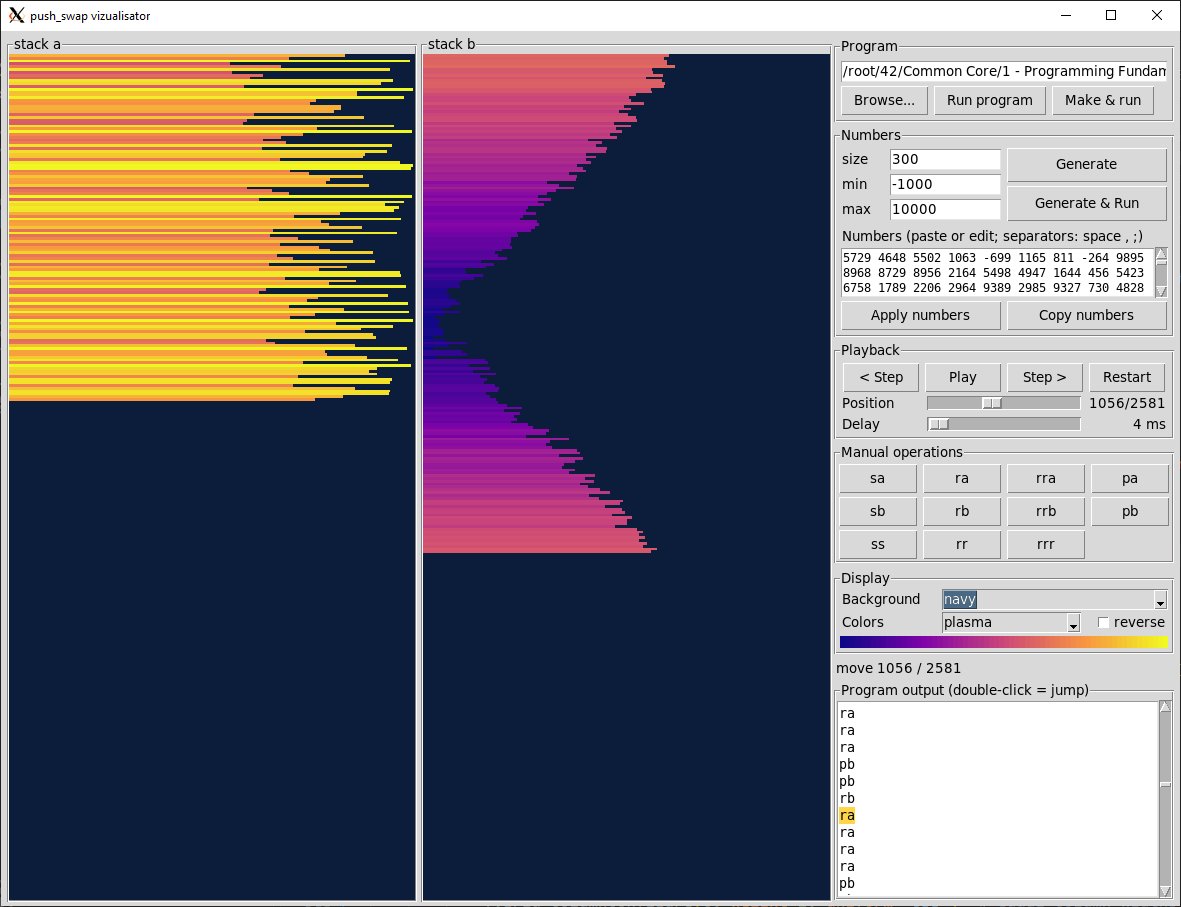 push_swap vizualisator
stack a
stack b
Program
/root/42/Common Core/1 - Programming Fundam
Browse...
Run program
Make & run
Numbers
size
300
min
-1000
max
10000
Generate
Generate & Run
Numbers (paste or edit; separators: space , ;)
5729 4648 5502 1063 -699 1165 811 -264 9895
8968 8729 8956 2164 5498 4947 1644 456 5423
6758 1789 2206 2964 9389 2985 9327 730 4828
Apply numbers
Copy numbers
Playback
< Step
Play
Step >
Restart
Position
1056/2581
Delay
4 ms
Manual operations
sa
ra
rra
pa
sb
rb
rrb
pb
ss
rr
rrr
Display
Background
navy
Colors
plasma
reverse
move 1056 / 2581
Program output (double-click = jump)
ra
ra
ra
pb
pb
rb
ra
ra
ra
ra
pb